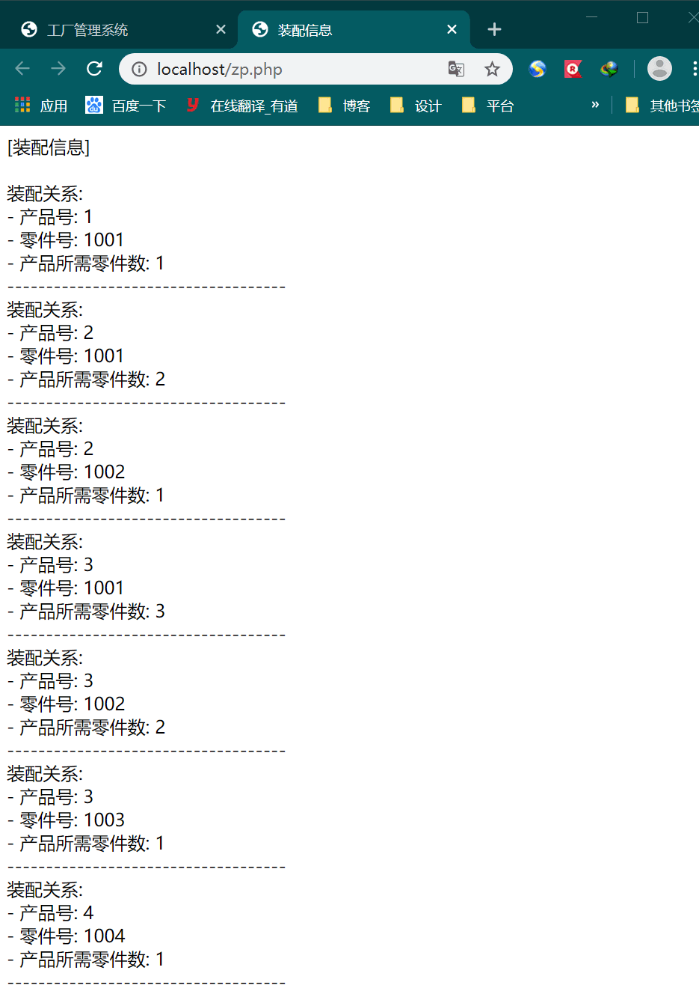 工厂管理系统
装配信息
localhost/zp.php
应用
百度一下
在线翻译_有道
博客
设计
平台
»
其他书签
[装配信息]
装配关系:
- 产品号: 1
- 零件号: 1001
- 产品所需零件数: 1
------------------------------------
装配关系:
- 产品号: 2
- 零件号: 1001
- 产品所需零件数: 2
------------------------------------
装配关系:
- 产品号: 2
- 零件号: 1002
- 产品所需零件数: 1
------------------------------------
装配关系:
- 产品号: 3
- 零件号: 1001
- 产品所需零件数: 3
------------------------------------
装配关系:
- 产品号: 3
- 零件号: 1002
- 产品所需零件数: 2
------------------------------------
装配关系:
- 产品号: 3
- 零件号: 1003
- 产品所需零件数: 1
------------------------------------
装配关系:
- 产品号: 4
- 零件号: 1004
- 产品所需零件数: 1
------------------------------------